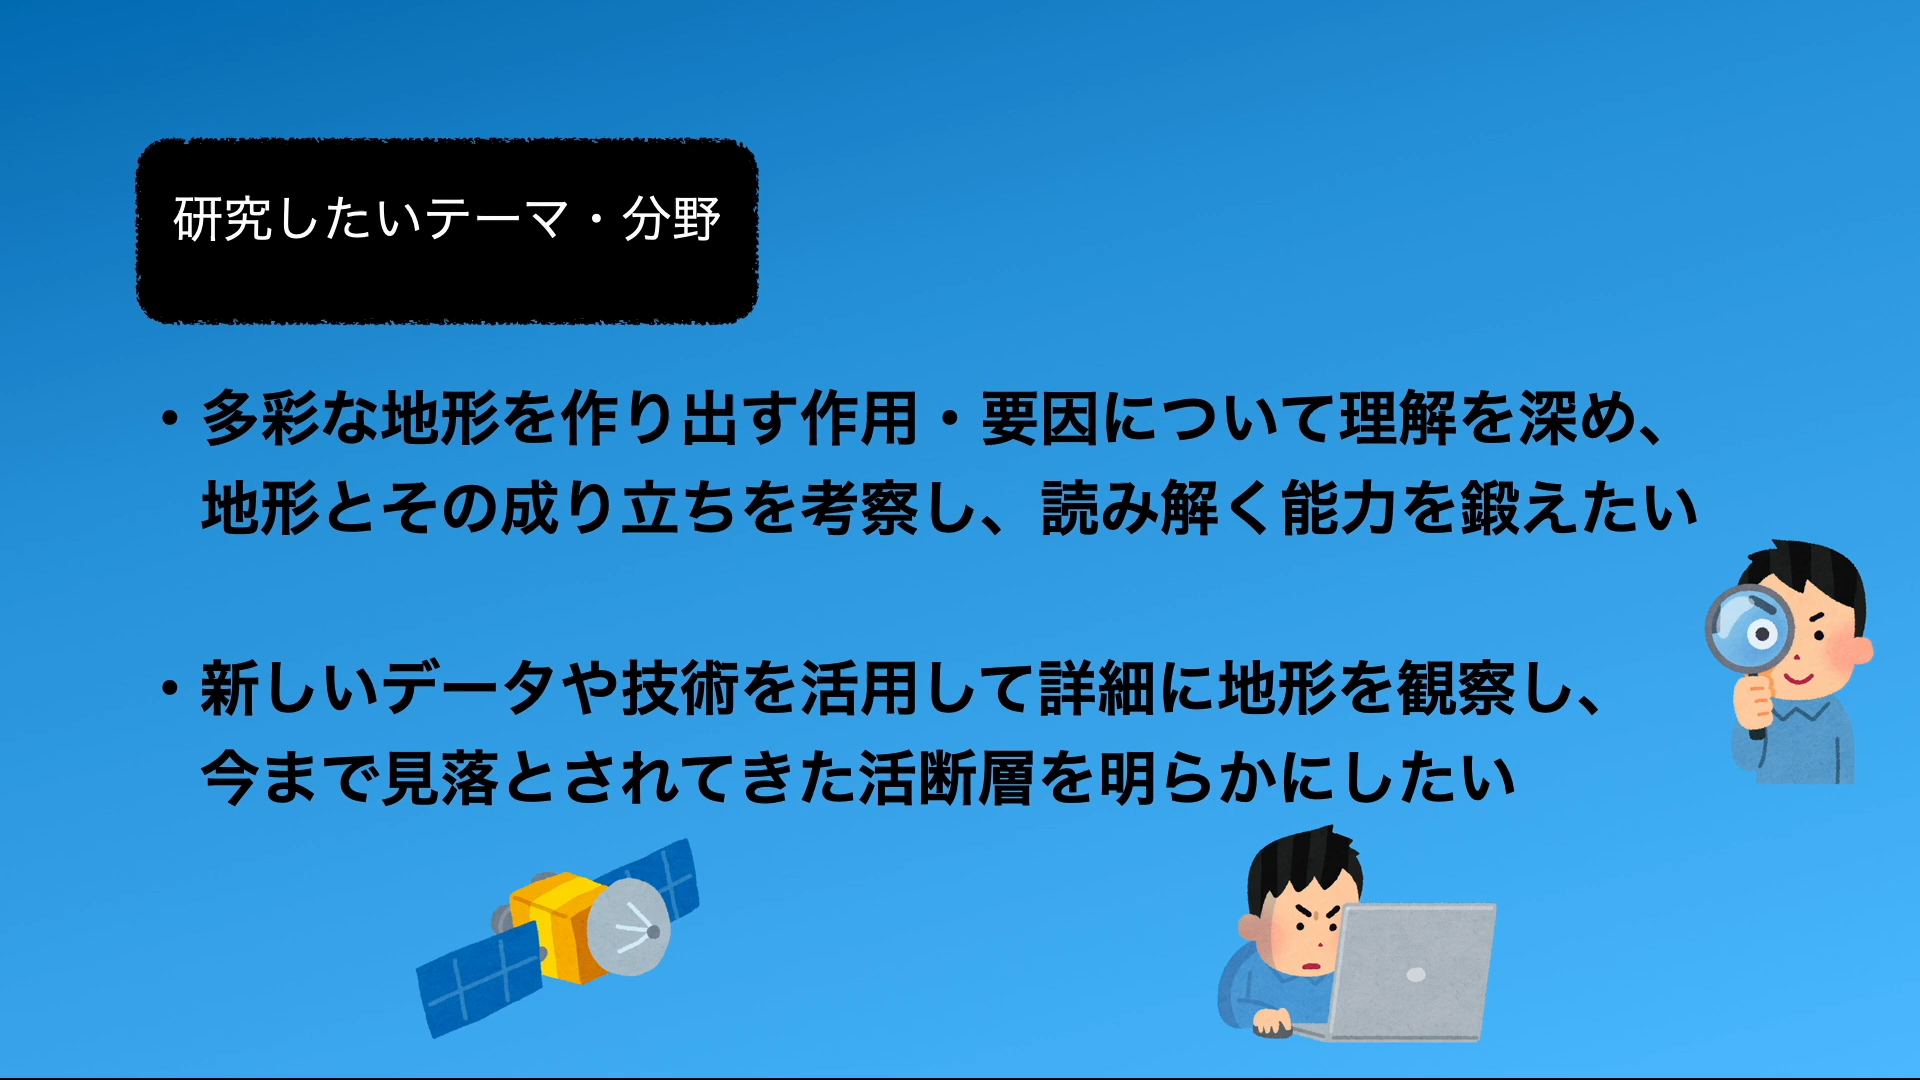 研究したいテーマ・分野
・多彩な地形を作り出す作用・要因について理解を深め、
地形とその成り立ちを考察し、読み解く能力を鍛えたい
・新しいデータや技術を活用して詳細に地形を観察し、
今まで見落とされてきた活断層を明らかにしたい